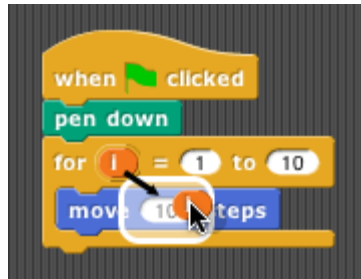 when clicked
pen down
for i = 1 to 10
move 10 steps